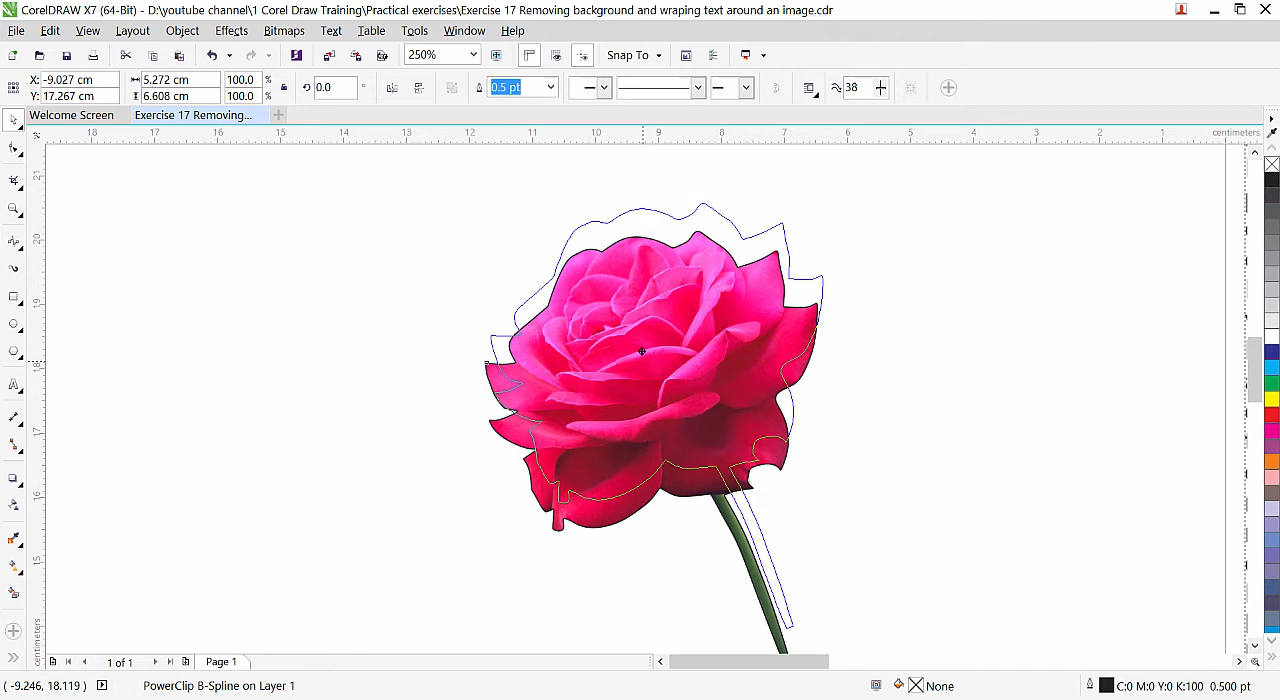 CorelDRAW X7 (64-Bit) - D:\youtube channel\1 Corel Draw Training\Practical exercises\Exercise 17 Removing background and wraping text around an image.cdr
File Edit View Layout Object Effects Bitmaps Text Table Tools Window Help
250% Snap To
X: -9.027 cm 5.272 cm 100.0 % 0.0 ° 0.5 pt 38
Y: 17.267 cm 6.608 cm 100.0 %
Welcome Screen Exercise 17 Removing...
18 17 16 15 14 13 12 11 10 9 8 7 6 5 4 3 2 1 centimeters
21
20
19
18
17
16
15
centimeters
1 of 1 Page 1
( -9.246, 18.119 ) PowerClip B-Spline on Layer 1 None C:0 M:0 Y:0 K:100 0.500 pt